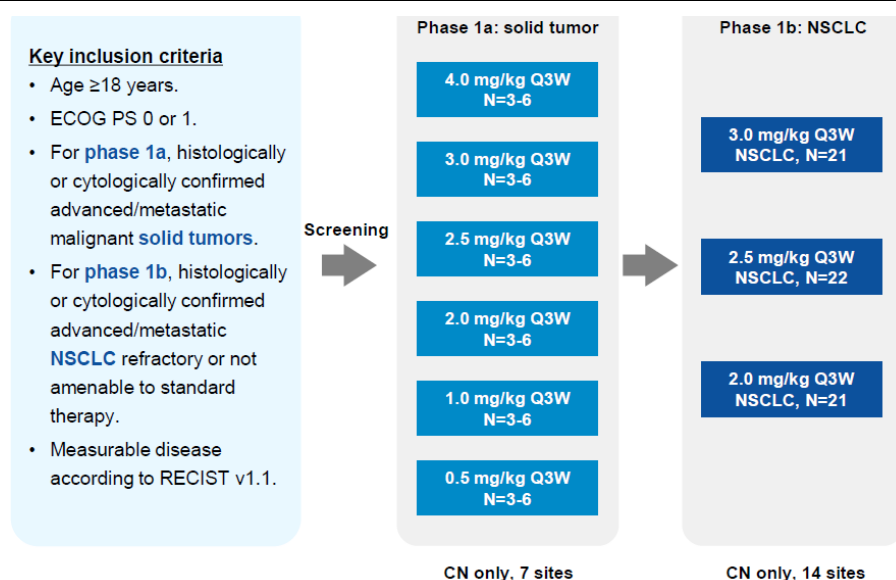 Key inclusion criteria
• Age ≥18 years.
• ECOG PS 0 or 1.
• For phase 1a, histologically
or cytologically confirmed
advanced/metastatic
malignant solid tumors.
• For phase 1b, histologically
or cytologically confirmed
advanced/metastatic
NSCLC refractory or not
amenable to standard
therapy.
• Measurable disease
according to RECIST v1.1.
Screening
Phase 1a: solid tumor
4.0 mg/kg Q3W
N=3-6
3.0 mg/kg Q3W
N=3-6
2.5 mg/kg Q3W
N=3-6
2.0 mg/kg Q3W
N=3-6
1.0 mg/kg Q3W
N=3-6
0.5 mg/kg Q3W
N=3-6
CN only, 7 sites
Phase 1b: NSCLC
3.0 mg/kg Q3W
NSCLC, N=21
2.5 mg/kg Q3W
NSCLC, N=22
2.0 mg/kg Q3W
NSCLC, N=21
CN only, 14 sites